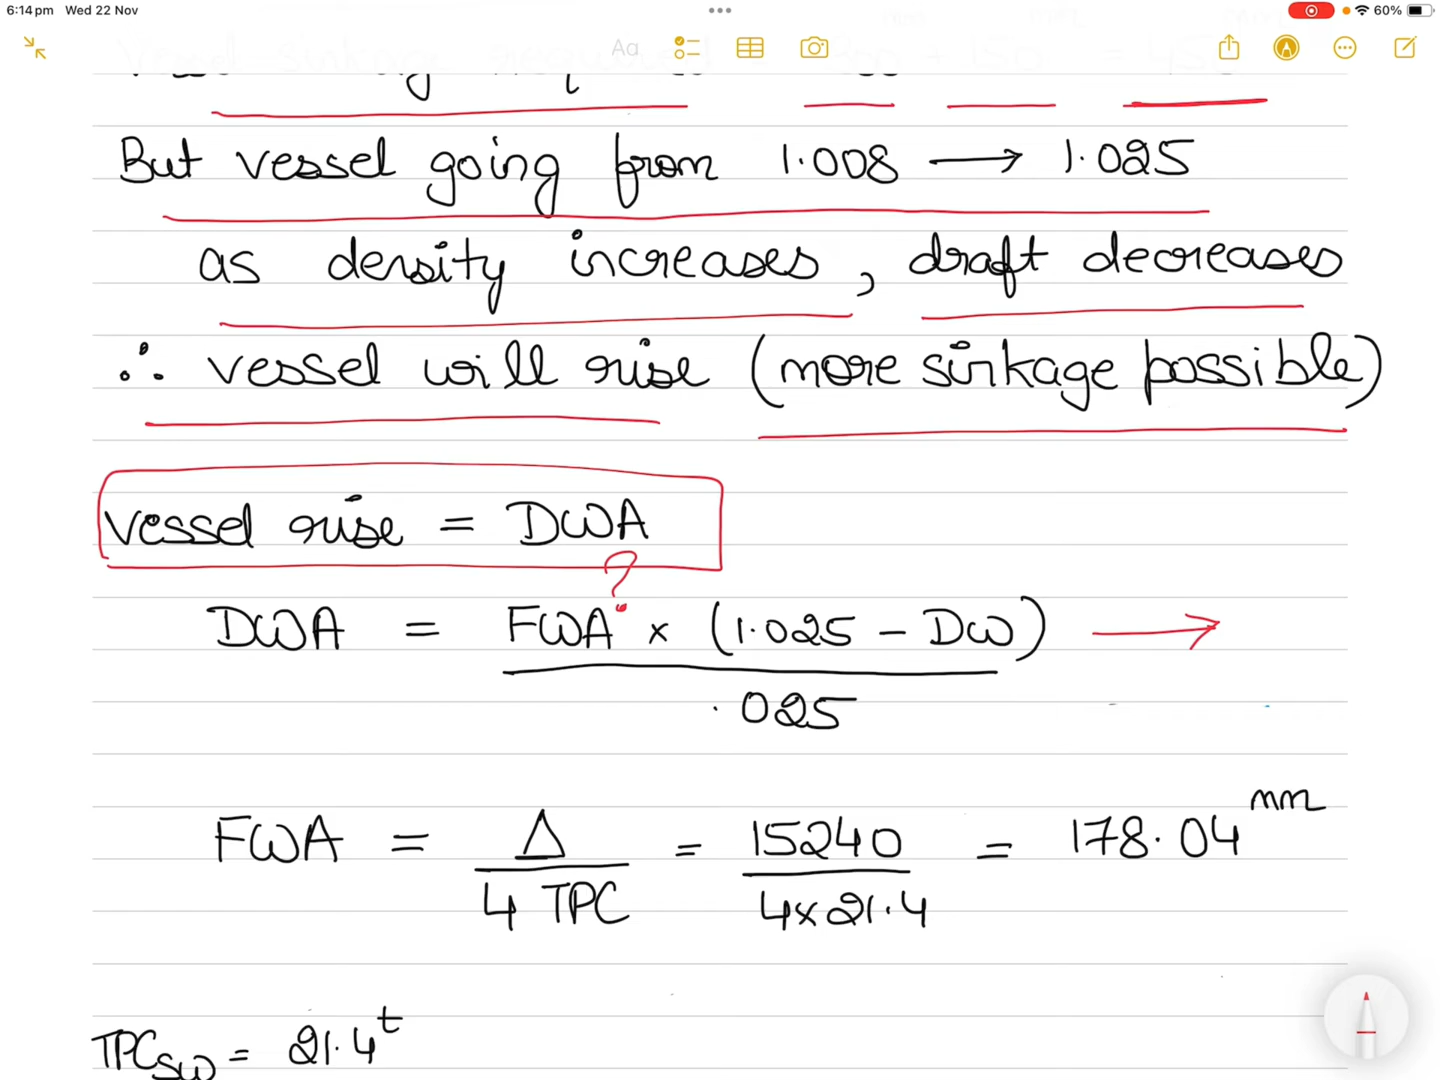 6:14 pm Wed 22 Nov
60%
Aa
But vessel going from 1.008 → 1.025
as density increases, draft decreases
∴ vessel will rise (more sinkage possible)
vessel rise = DWA
?
DWA = FWA x (1.025 - DW) →
.025
FWA = Δ / 4 TPC = 15240 / 4x21.4 = 178.04 mm
TPCsw = 21.4 t